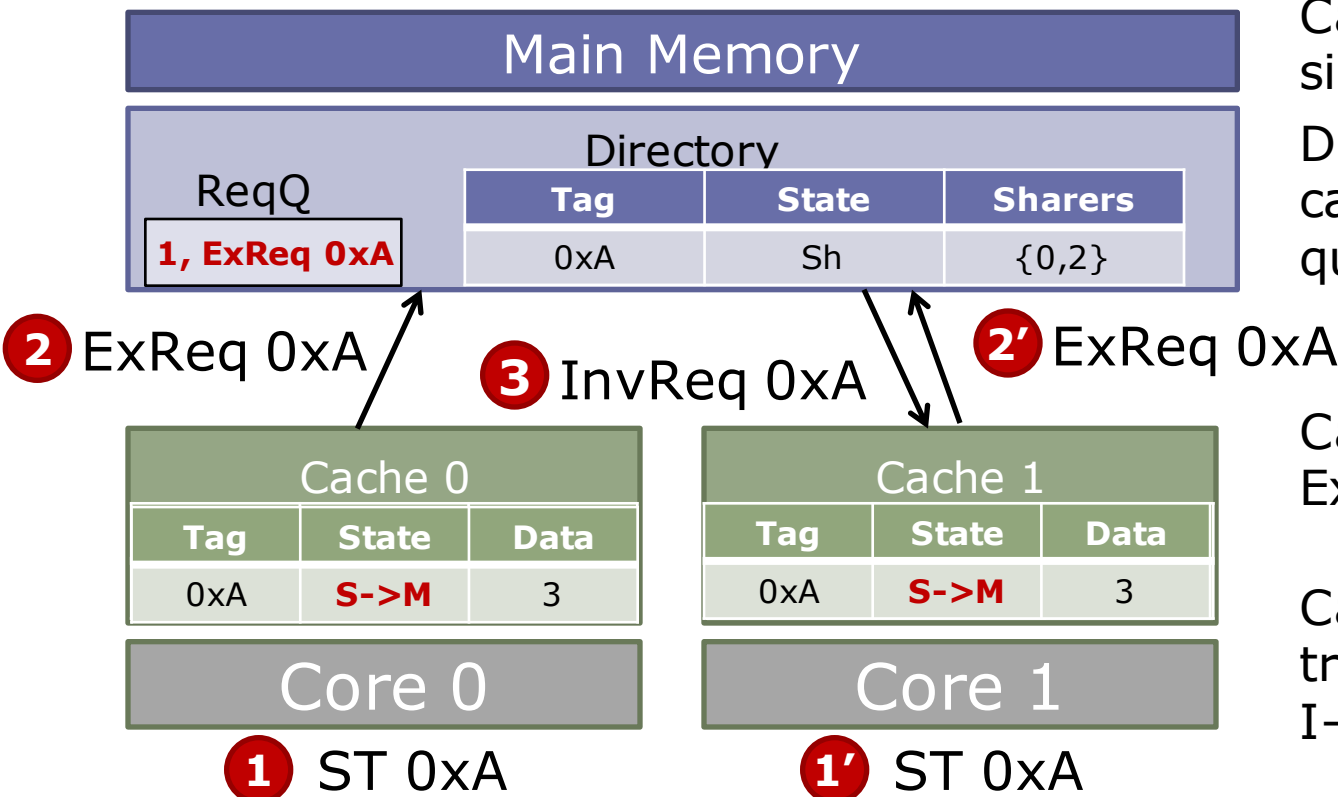 Main Memory
Directory
ReqQ
Tag State Sharers
1, ExReq 0xA
0xA Sh {0,2}
2 ExReq 0xA
3 InvReq 0xA
2′ ExReq 0xA
Cache 0
Tag State Data
0xA S->M 3
Core 0
1 ST 0xA
Cache 1
Tag State Data
0xA S->M 3
Core 1
1′ ST 0xA